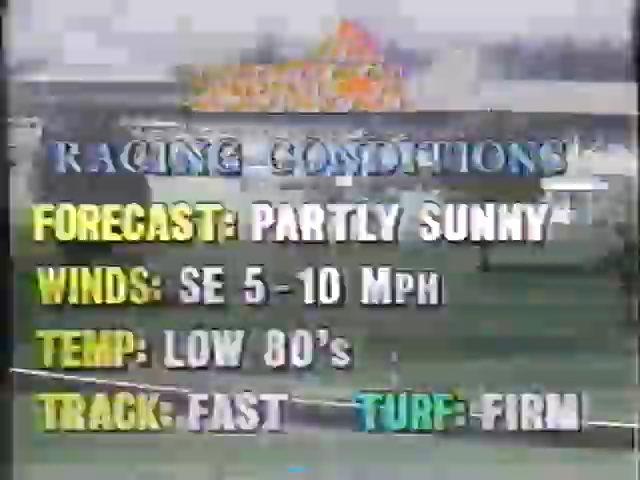 RACING CONDITIONS
FORECAST: PARTLY SUNNY
WINDS: SE 5-10 MPH
TEMP: LOW 80's
TRACK: FAST TURF: FIRM